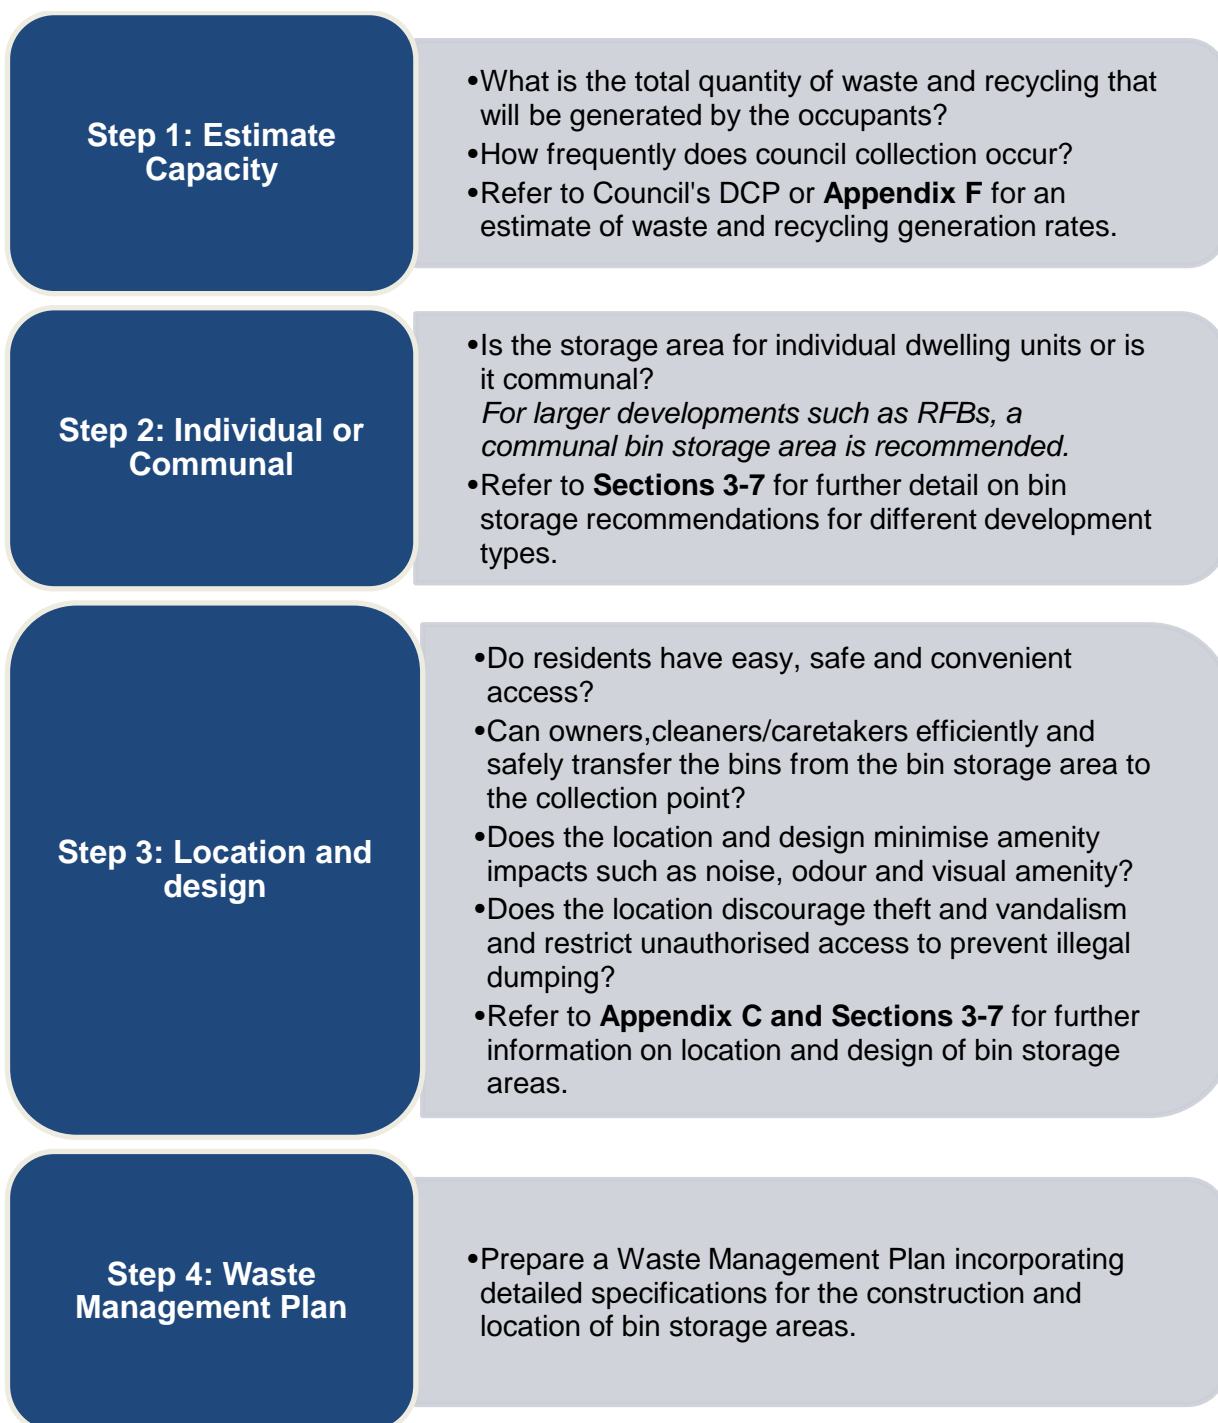 Step 1: Estimate
Capacity
•What is the total quantity of waste and recycling that
will be generated by the occupants?
•How frequently does council collection occur?
•Refer to Council's DCP or Appendix F for an
estimate of waste and recycling generation rates.
Step 2: Individual or
Communal
•Is the storage area for individual dwelling units or is
it communal?
For larger developments such as RFBs, a
communal bin storage area is recommended.
•Refer to Sections 3-7 for further detail on bin
storage recommendations for different development
types.
Step 3: Location and
design
•Do residents have easy, safe and convenient
access?
•Can owners,cleaners/caretakers efficiently and
safely transfer the bins from the bin storage area to
the collection point?
•Does the location and design minimise amenity
impacts such as noise, odour and visual amenity?
•Does the location discourage theft and vandalism
and restrict unauthorised access to prevent illegal
dumping?
•Refer to Appendix C and Sections 3-7 for further
information on location and design of bin storage
areas.
Step 4: Waste
Management Plan
•Prepare a Waste Management Plan incorporating
detailed specifications for the construction and
location of bin storage areas.